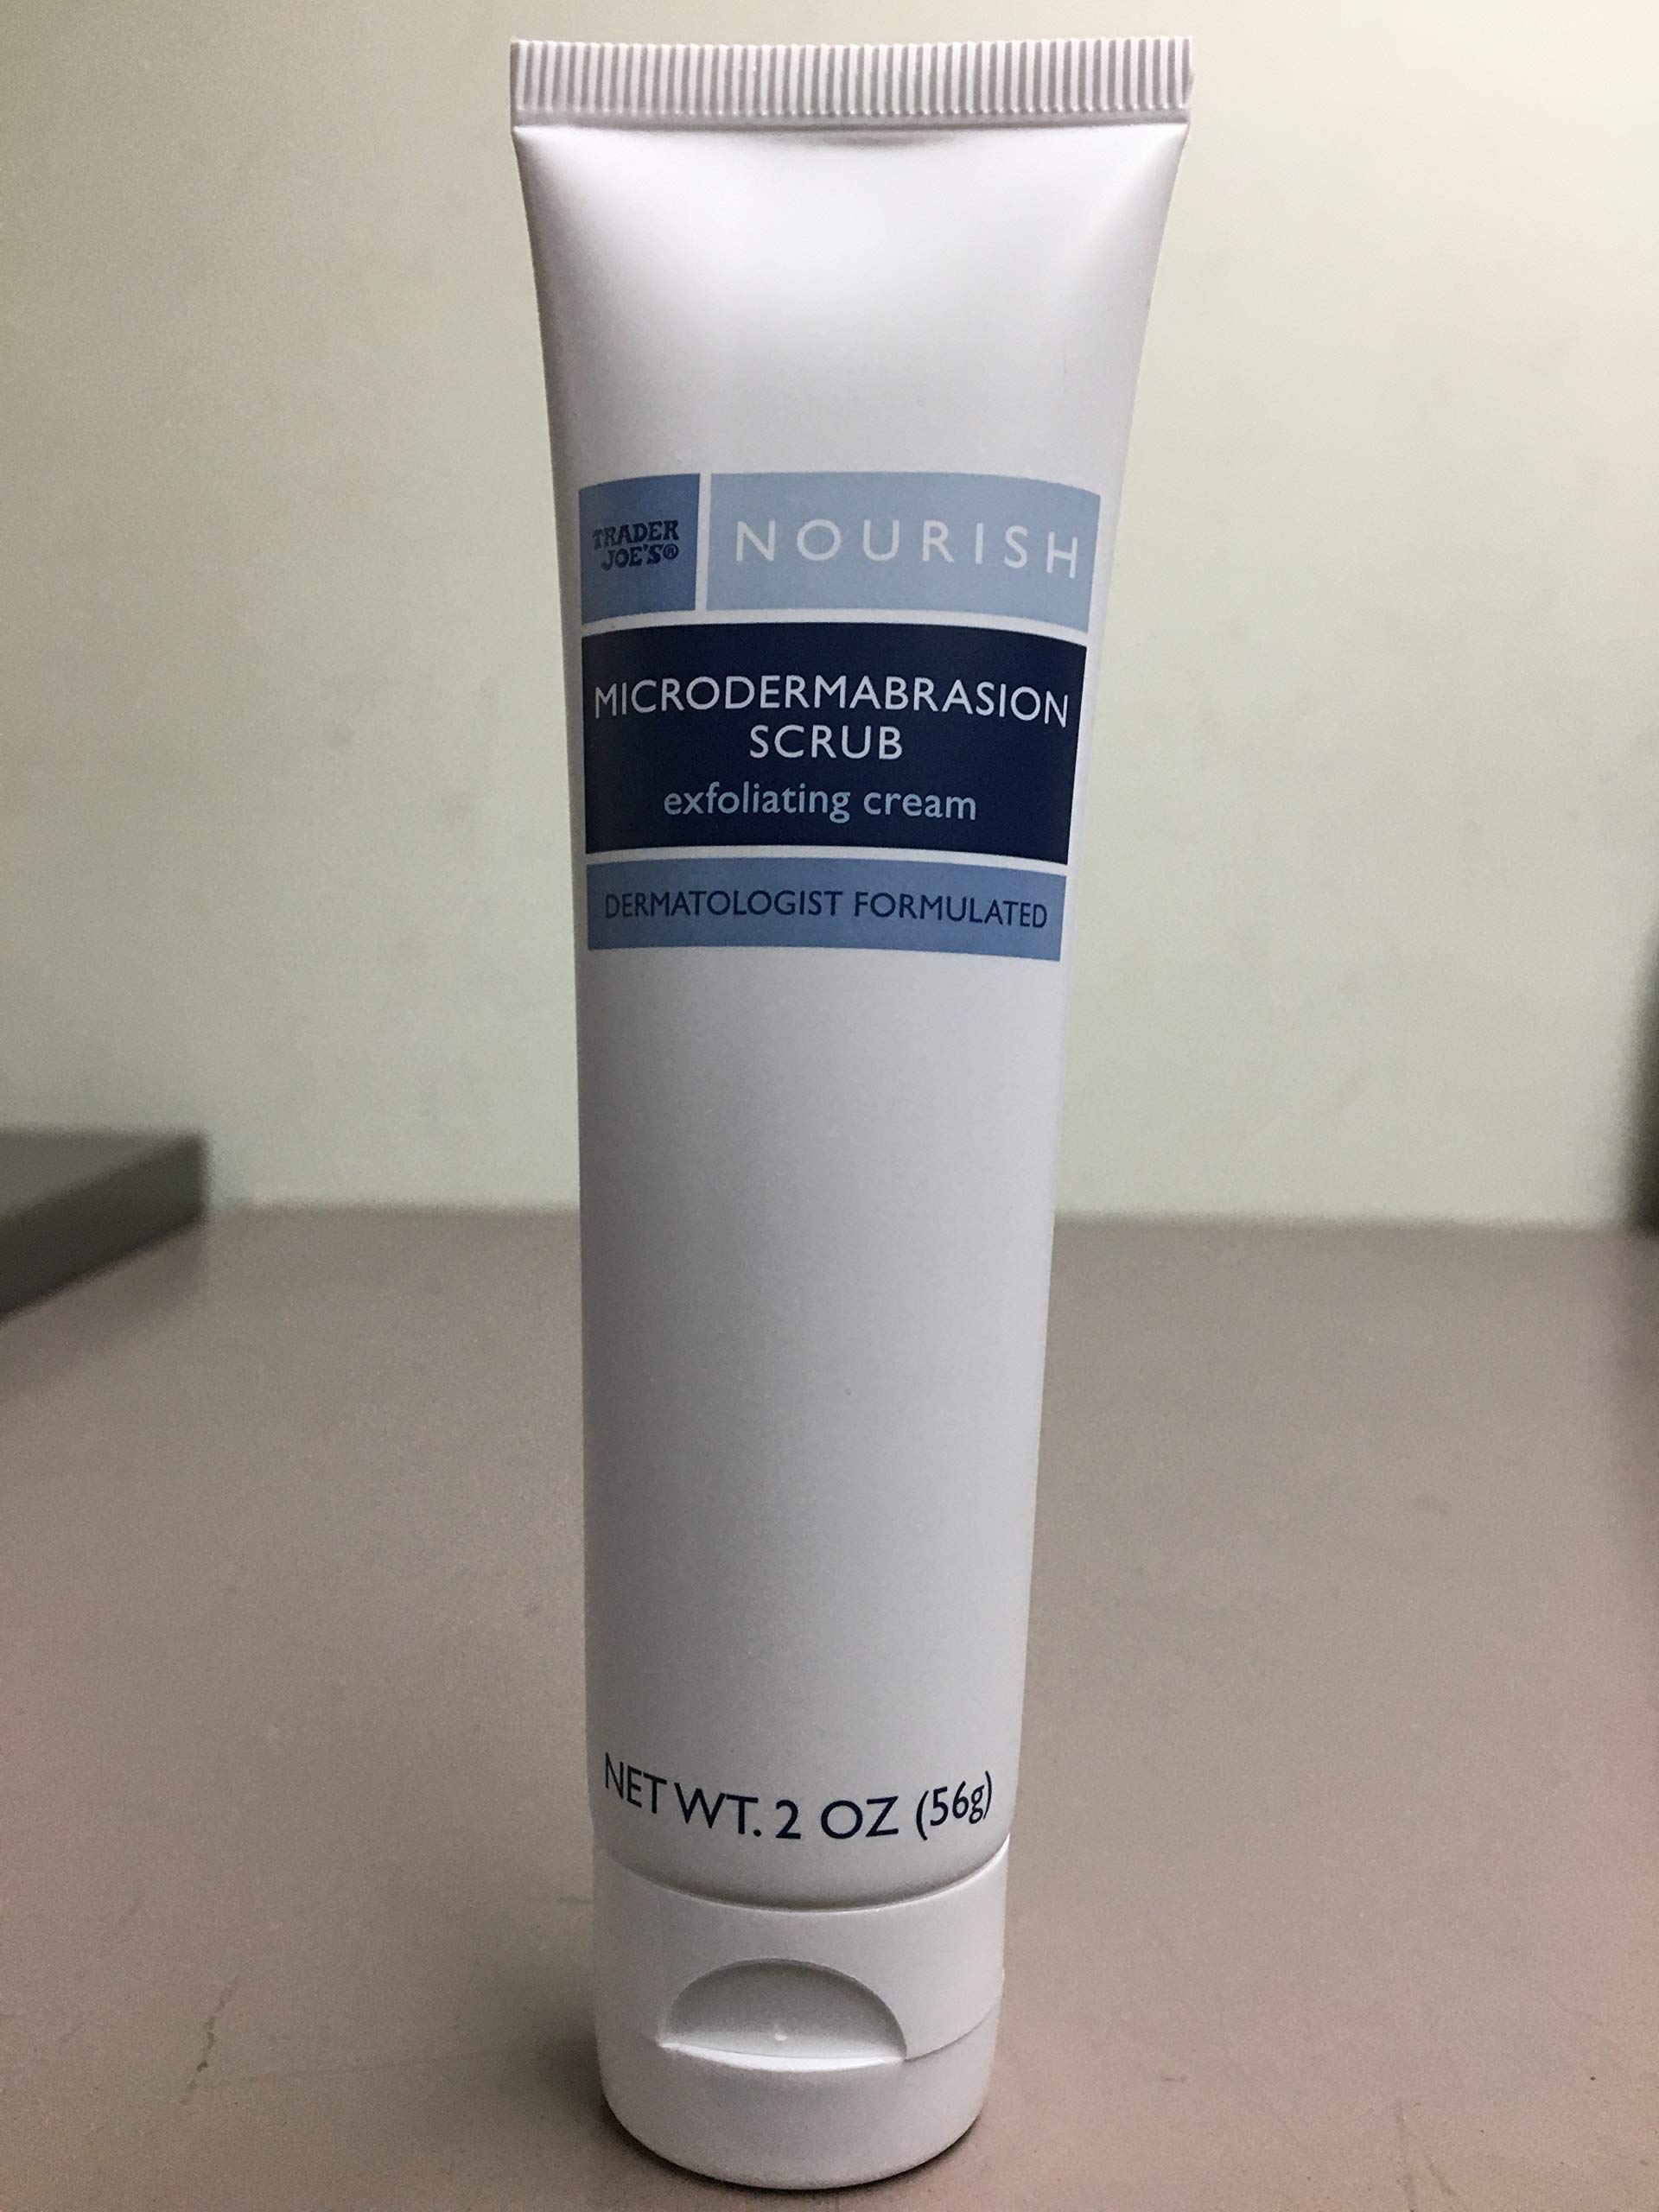 TRADER
JOE'S®
NOURISH
MICRODERMABRASION
SCRUB
exfoliating cream
DERMATOLOGIST FORMULATED
NET WT. 2 OZ (56g)